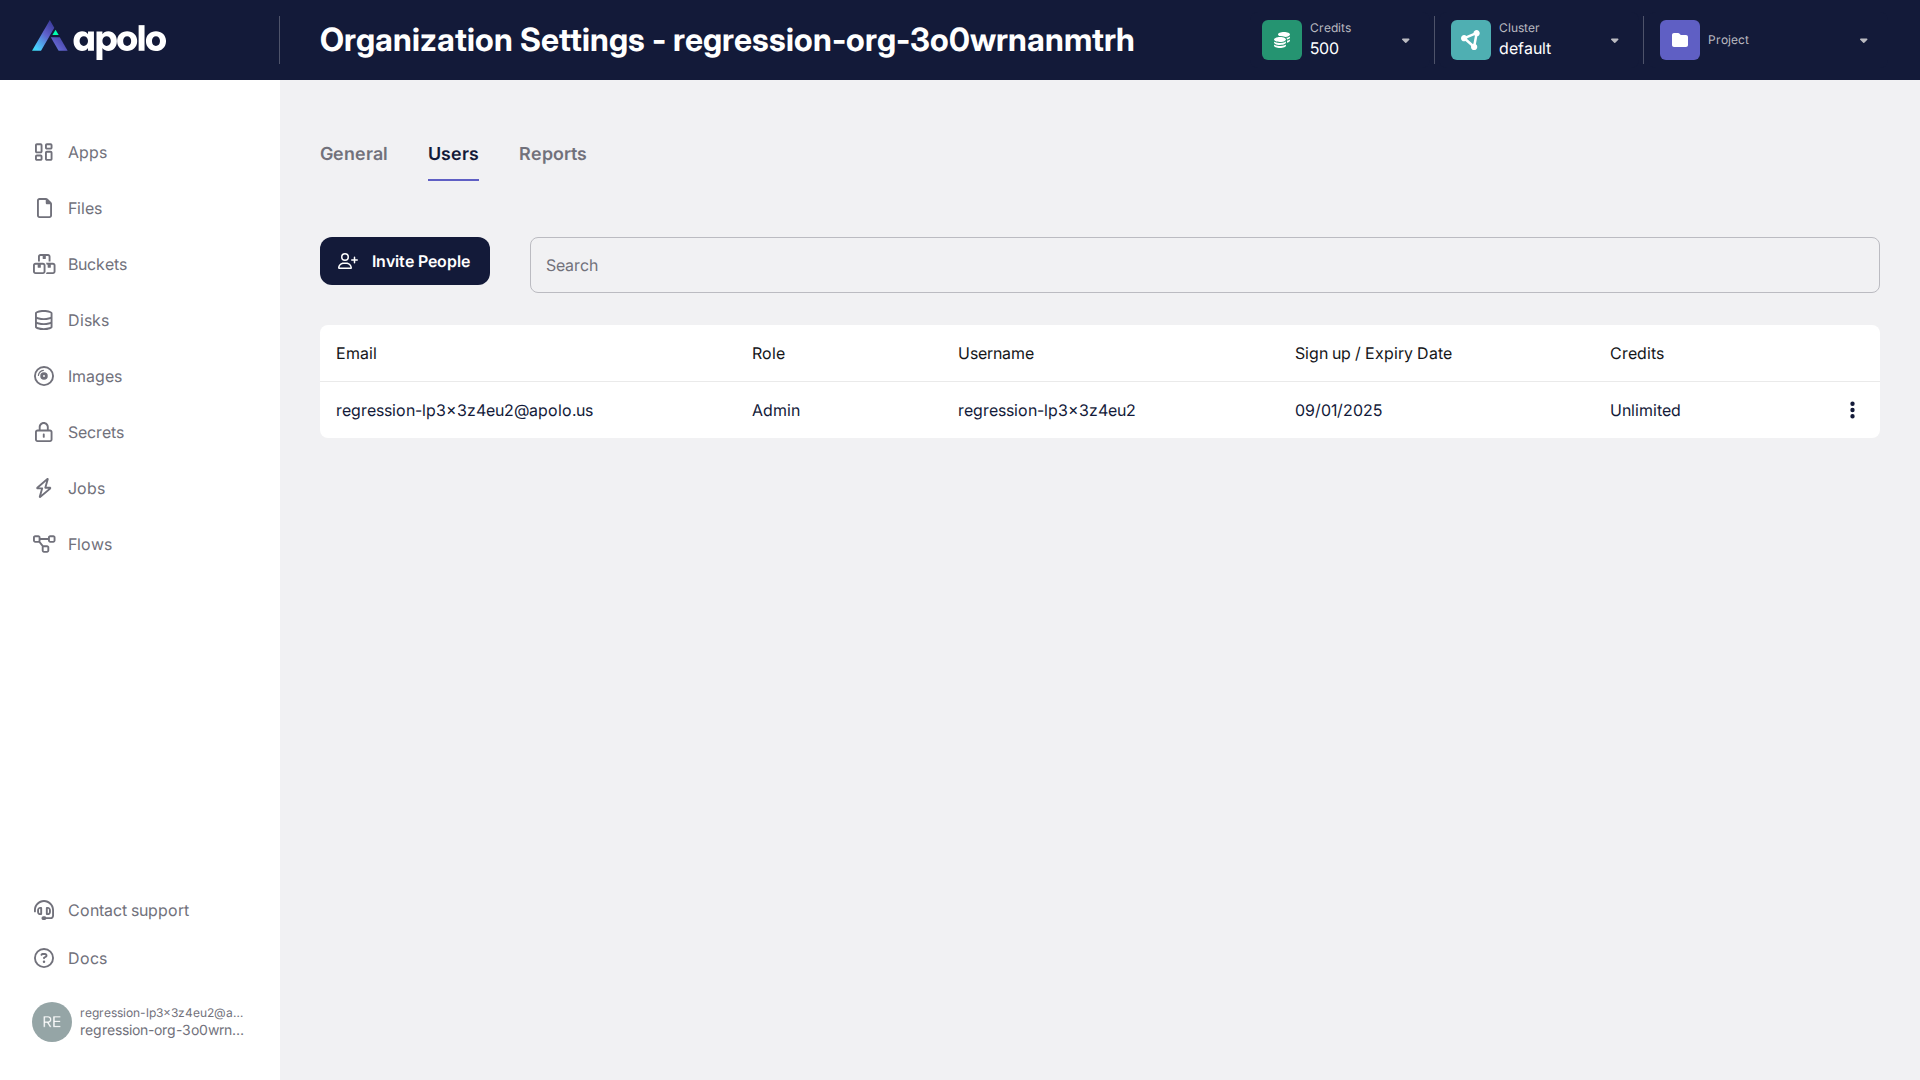 apolo
Organization Settings - regression-org-3o0wrnanmtrh
Credits
500
Cluster
default
Project
Apps
Files
Buckets
Disks
Images
Secrets
Jobs
Flows
General Users Reports
Invite People
Search
Email Role Username Sign up / Expiry Date Credits
regression-lp3x3z4eu2@apolo.us Admin regression-lp3x3z4eu2 09/01/2025 Unlimited
Contact support
Docs
RE
regression-lp3x3z4eu2@a...
regression-org-3o0wrn...